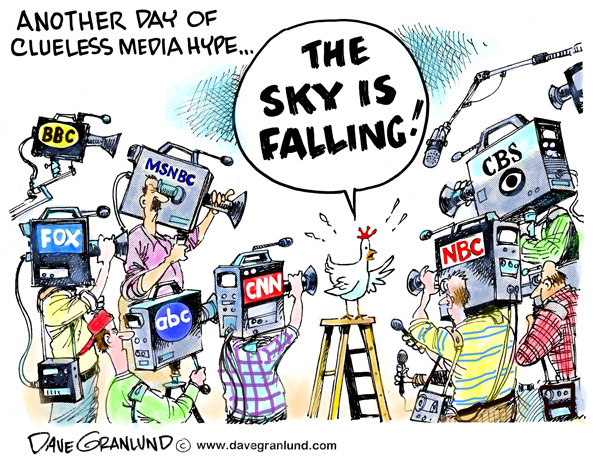 ANOTHER DAY OF
CLUELESS MEDIA HYPE...
THE
SKY IS
FALLING!
BBC
MSNBC
CBS
FOX
NBC
CNN
abc
DAVE GRANLUND © www.davegranlund.com